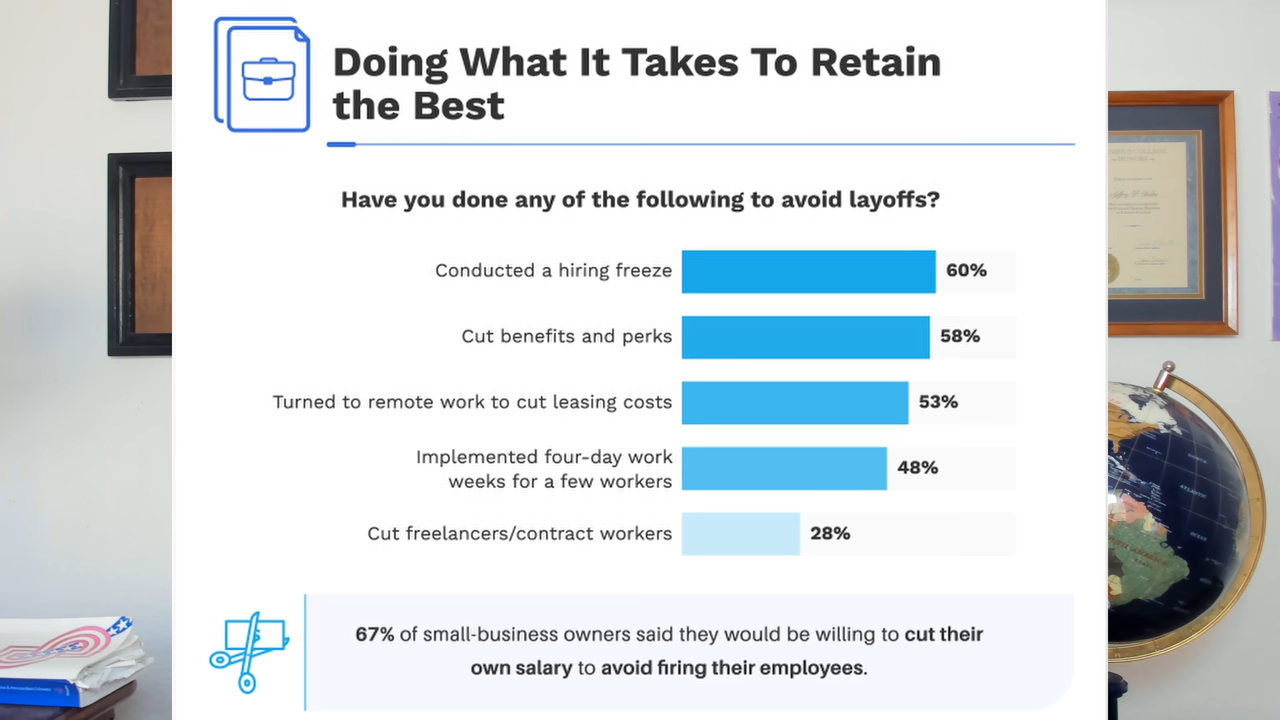 Doing What It Takes To Retain
the Best
Have you done any of the following to avoid layoffs?
Conducted a hiring freeze 60%
Cut benefits and perks 58%
Turned to remote work to cut leasing costs 53%
Implemented four-day work
weeks for a few workers 48%
Cut freelancers/contract workers 28%
67% of small-business owners said they would be willing to cut their
own salary to avoid firing their employees.